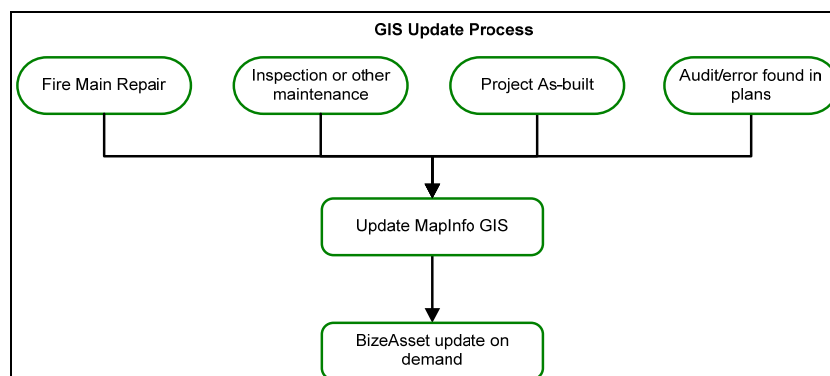 GIS Update Process
Fire Main Repair
Inspection or other
maintenance
Project As-built
Audit/error found in
plans
Update MapInfo GIS
BizeAsset update on
demand